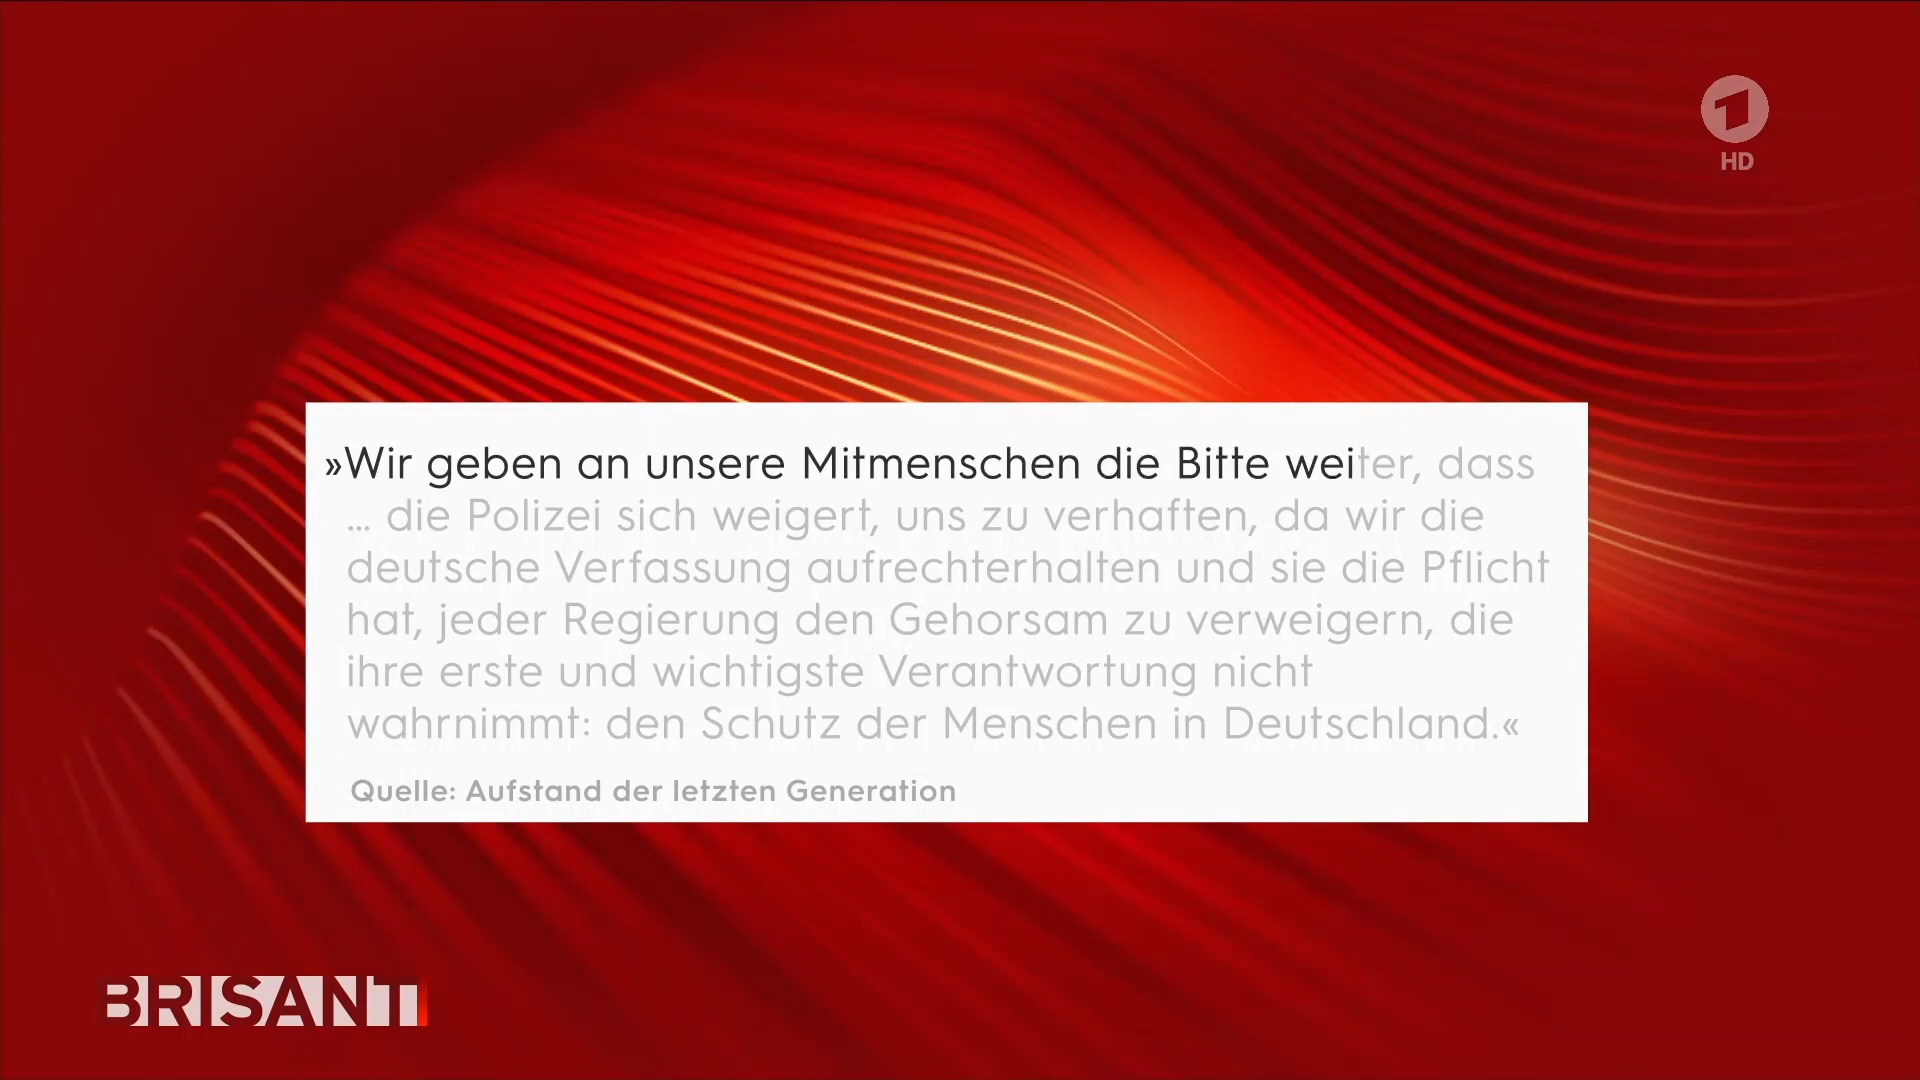 HD
»Wir geben an unsere Mitmenschen die Bitte weiter, dass
... die Polizei sich weigert, uns zu verhaften, da wir die
deutsche Verfassung aufrechterhalten und sie die Pflicht
hat, jeder Regierung den Gehorsam zu verweigern, die
ihre erste und wichtigste Verantwortung nicht
wahrnimmt: den Schutz der Menschen in Deutschland.«
Quelle: Aufstand der letzten Generation
BRISANT